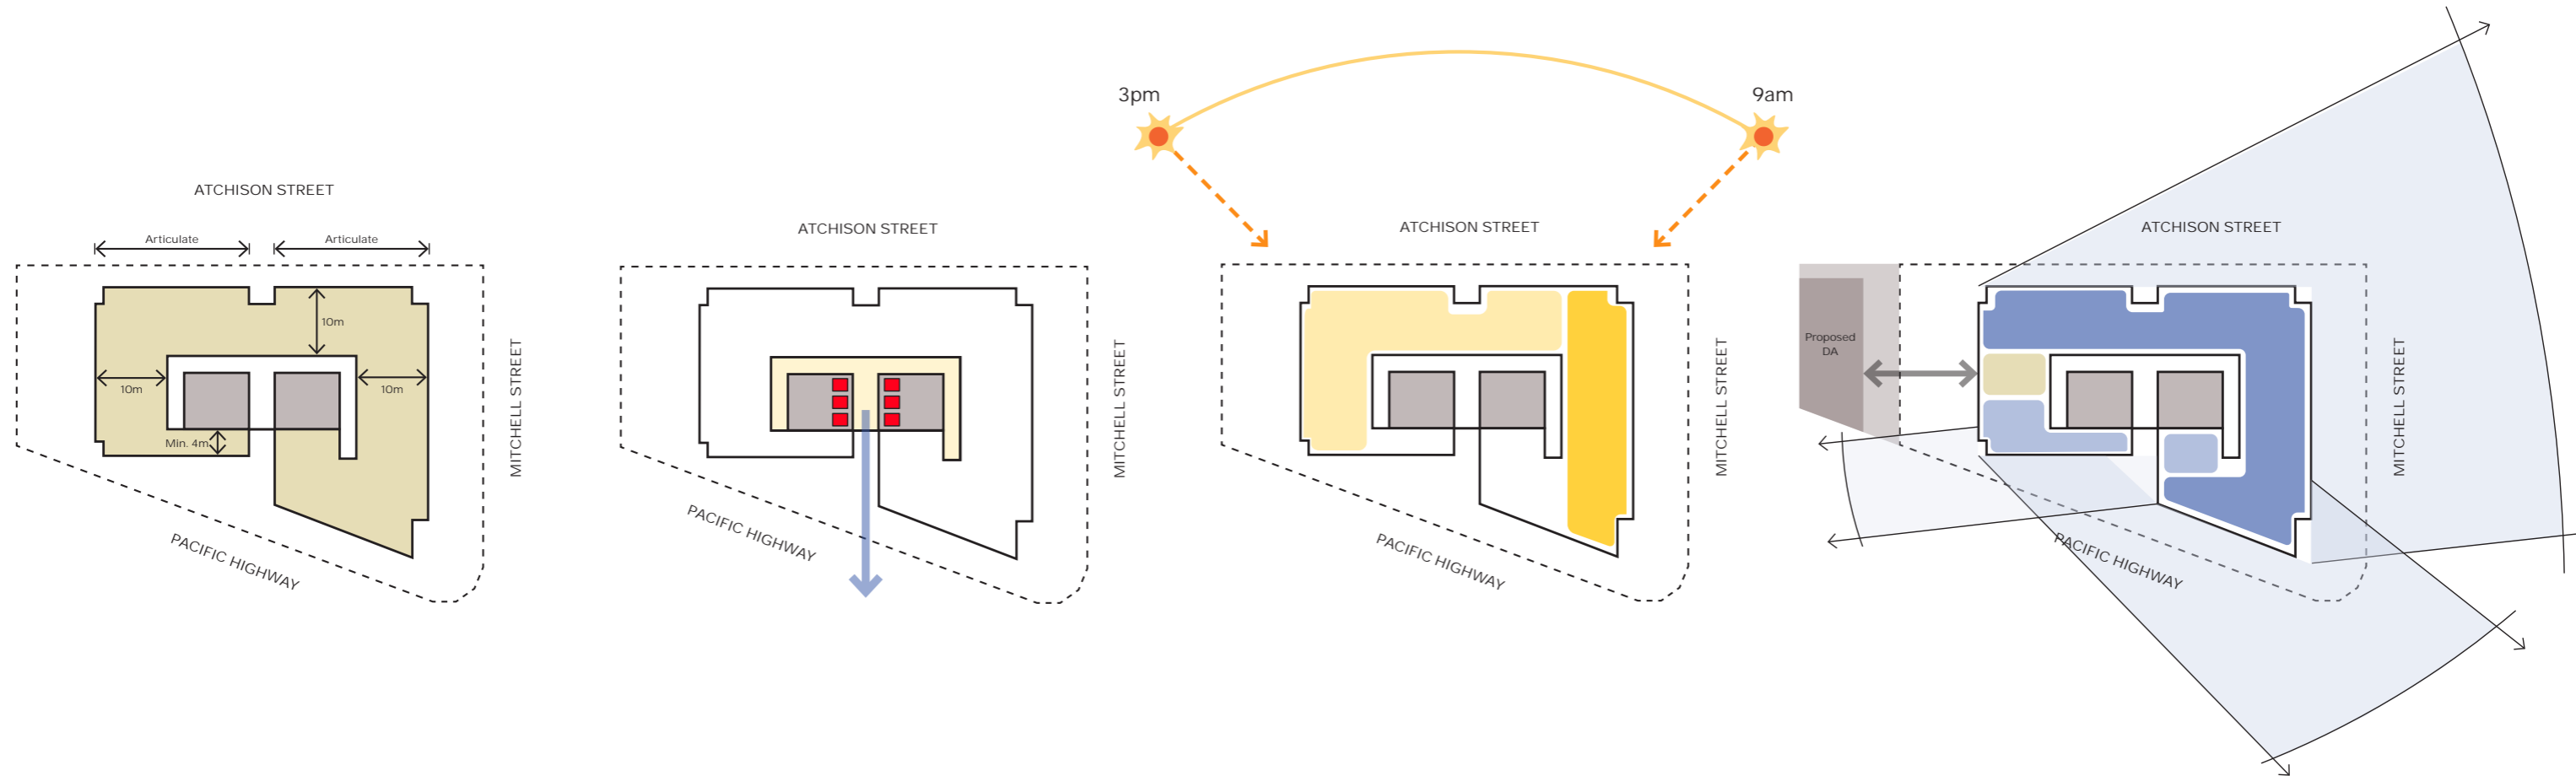 ATCHISON STREET
Articulate
Articulate
10m
10m
10m
Min. 4m
MITCHELL STREET
PACIFIC HIGHWAY
ATCHISON STREET
MITCHELL STREET
PACIFIC HIGHWAY
3pm
9am
ATCHISON STREET
MITCHELL STREET
PACIFIC HIGHWAY
ATCHISON STREET
Proposed
DA
MITCHELL STREET
PACIFIC HIGHWAY